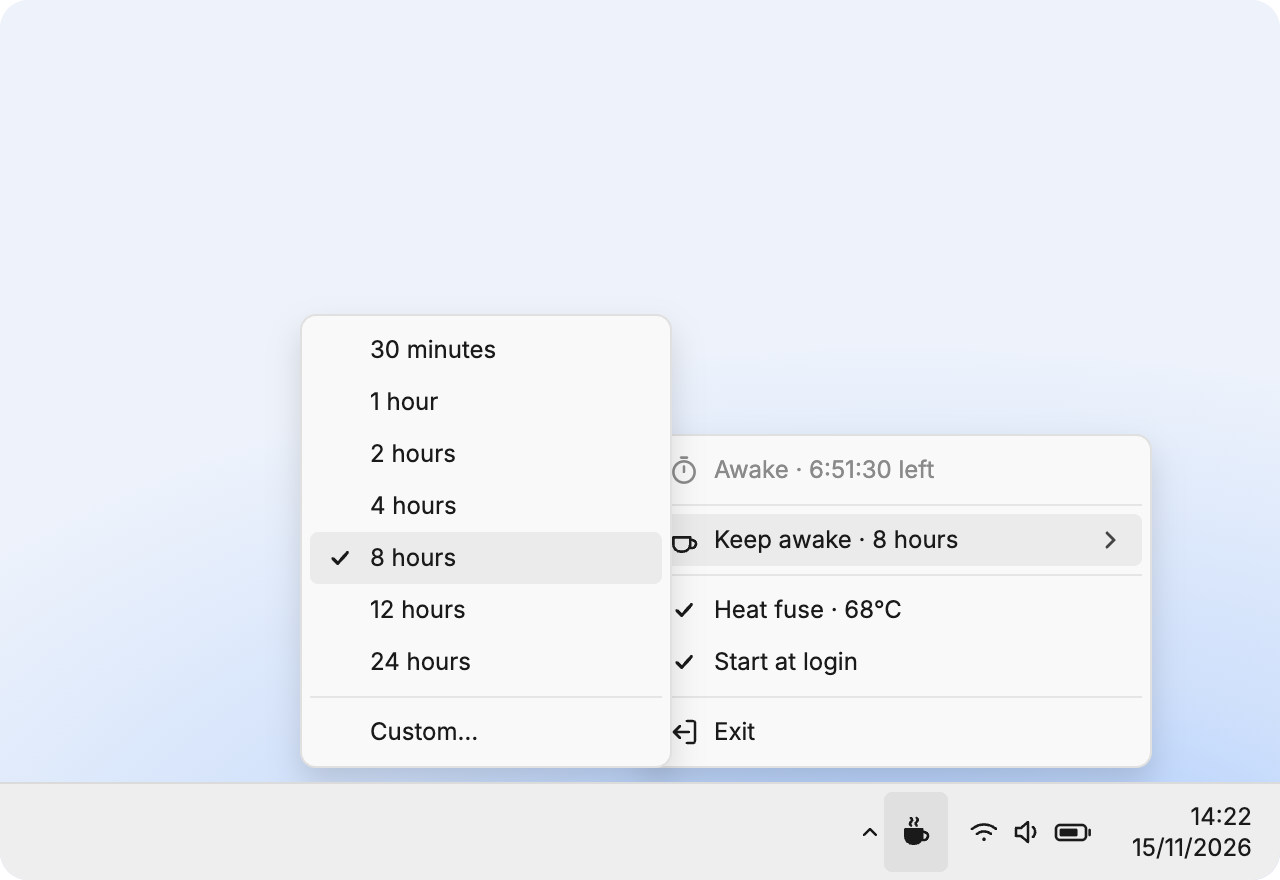 30 minutes
1 hour
2 hours
4 hours
8 hours
12 hours
24 hours
Custom...
Awake · 6:51:30 left
Keep awake · 8 hours
Heat fuse · 68°C
Start at login
Exit
14:22
15/11/2026